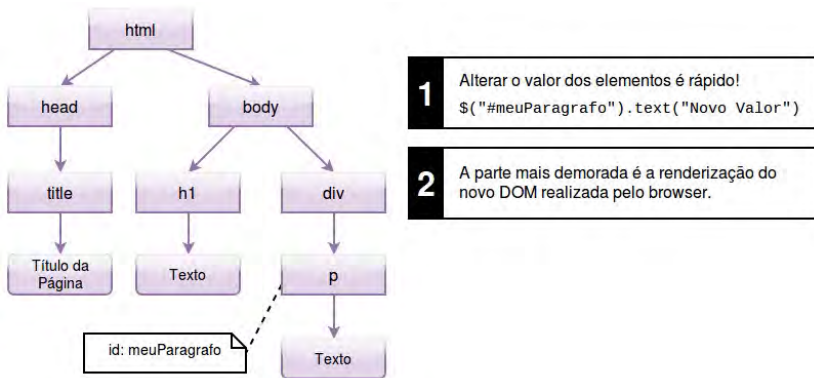 html
head
body
title
h1
div
Título da
Página
Texto
p
id: meuParagrafo
Texto
1
Alterar o valor dos elementos é rápido!
$("#meuParagrafo").text("Novo Valor")
2
A parte mais demorada é a renderização do
novo DOM realizada pelo browser.